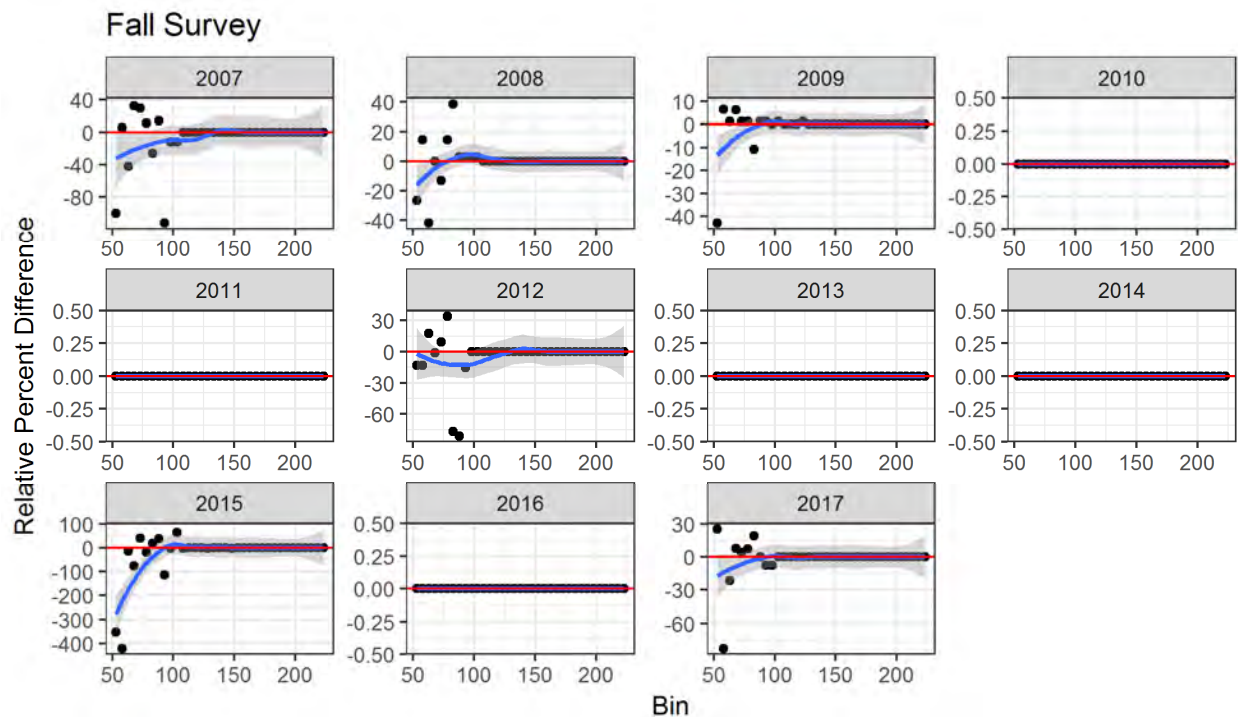 Fall Survey
2007 2008 2009 2010
40 0 -40 -80
40 20 0 -20 -40
10 0 -10 -20 -30 -40
0.50 0.25 0.00 -0.25 -0.50
50 100 150 200 50 100 150 200 50 100 150 200 50 100 150 200
2011 2012 2013 2014
0.50 0.25 0.00 -0.25 -0.50
30 0 -30 -60
0.50 0.25 0.00 -0.25 -0.50
0.50 0.25 0.00 -0.25 -0.50
50 100 150 200 50 100 150 200 50 100 150 200 50 100 150 200
2015 2016 2017
100 0 -100 -200 -300 -400
0.50 0.25 0.00 -0.25 -0.50
30 0 -30 -60
50 100 150 200 50 100 150 200 50 100 150 200
Relative Percent Difference
Bin